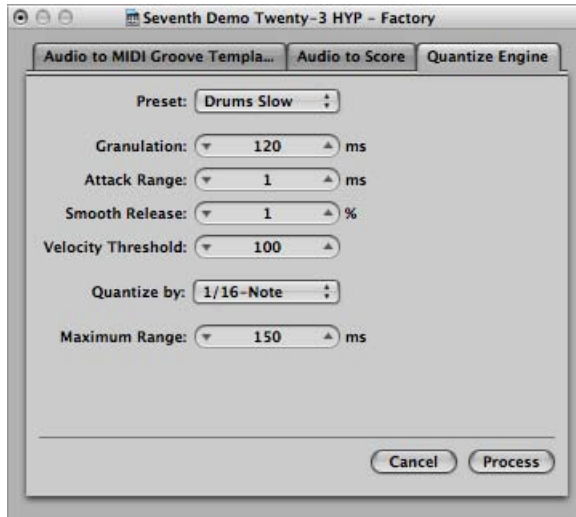 Seventh Demo Twenty-3 HYP - Factory
Audio to MIDI Groove Templa... Audio to Score Quantize Engine
Preset: Drums Slow
Granulation: 120 ms
Attack Range: 1 ms
Smooth Release: 1 %
Velocity Threshold: 100
Quantize by: 1/16-Note
Maximum Range: 150 ms
Cancel Process